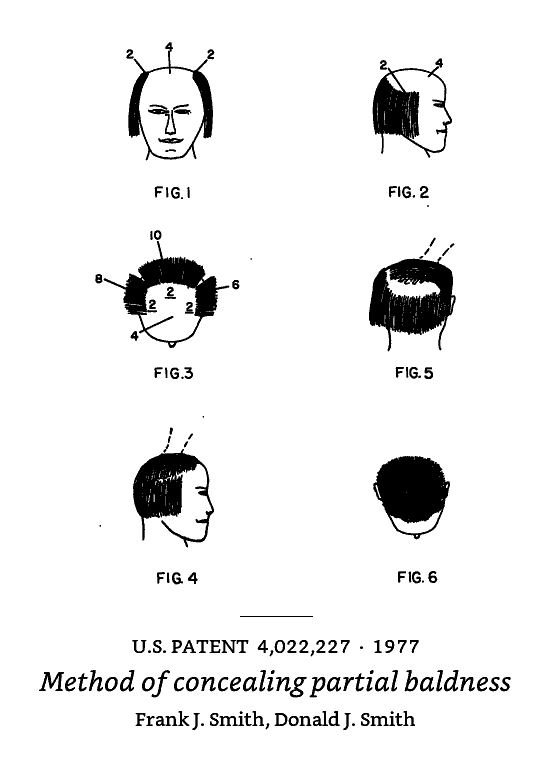 2 4 2
FIG.1
2 4
FIG. 2
10
8 6
2
2 2
4
FIG.3
FIG.5
FIG. 4
FIG. 6
U.S. PATENT 4,022,227 · 1977
Method of concealing partial baldness
Frank J. Smith, Donald J. Smith